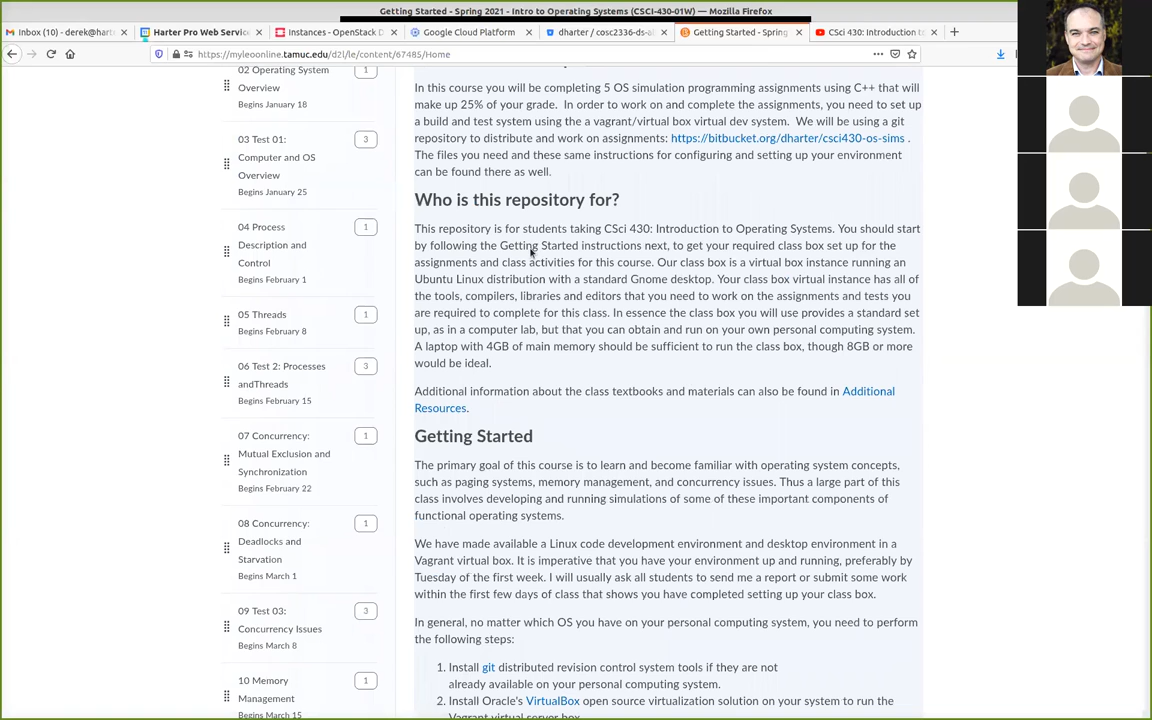 Getting Started - Spring 2021 - Intro to Operating Systems (CSCI-430-01W) — Mozilla Firefox
Inbox (10) - derek@hart
Harter Pro Web Servic
Instances - OpenStack D
Google Cloud Platform
dharter / cosc2336-ds-al
Getting Started - Spring
CSci 430: Introduction t
https://myleoonline.tamuc.edu/d2l/le/content/67485/Home
02 Operating System
Overview
Begins January 18
1
03 Test 01:
Computer and OS
Overview
Begins January 25
3
04 Process
Description and
Control
Begins February 1
1
05 Threads
Begins February 8
1
06 Test 2: Processes
andThreads
Begins February 15
3
07 Concurrency:
Mutual Exclusion and
Synchronization
Begins February 22
1
08 Concurrency:
Deadlocks and
Starvation
Begins March 1
1
09 Test 03:
Concurrency Issues
Begins March 8
3
10 Memory
Management
Begins March 15
1
In this course you will be completing 5 OS simulation programming assignments using C++ that will
make up 25% of your grade.  In order to work on and complete the assignments, you need to set up
a build and test system using the a vagrant/virtual box virtual dev system.  We will be using a git
repository to distribute and work on assignments: https://bitbucket.org/dharter/csci430-os-sims .
The files you need and these same instructions for configuring and setting up your environment
can be found there as well.
Who is this repository for?
This repository is for students taking CSci 430: Introduction to Operating Systems. You should start
by following the Getting Started instructions next, to get your required class box set up for the
assignments and class activities for this course. Our class box is a virtual box instance running an
Ubuntu Linux distribution with a standard Gnome desktop. Your class box virtual instance has all of
the tools, compilers, libraries and editors that you need to work on the assignments and tests you
are required to complete for this class. In essence the class box you will use provides a standard set
up, as in a computer lab, but that you can obtain and run on your own personal computing system.
A laptop with 4GB of main memory should be sufficient to run the class box, though 8GB or more
would be ideal.
Additional information about the class textbooks and materials can also be found in Additional
Resources.
Getting Started
The primary goal of this course is to learn and become familiar with operating system concepts,
such as paging systems, memory management, and concurrency issues. Thus a large part of this
class involves developing and running simulations of some of these important components of
functional operating systems.
We have made available a Linux code development environment and desktop environment in a
Vagrant virtual box. It is imperative that you have your environment up and running, preferably by
Tuesday of the first week. I will usually ask all students to send me a report or submit some work
within the first few days of class that shows you have completed setting up your class box.
In general, no matter which OS you have on your personal computing system, you need to perform
the following steps:
1. Install git distributed revision control system tools if they are not
already available on your personal computing system.
2. Install Oracle's VirtualBox open source virtualization solution on your system to run the
Vagrant virtual server box.